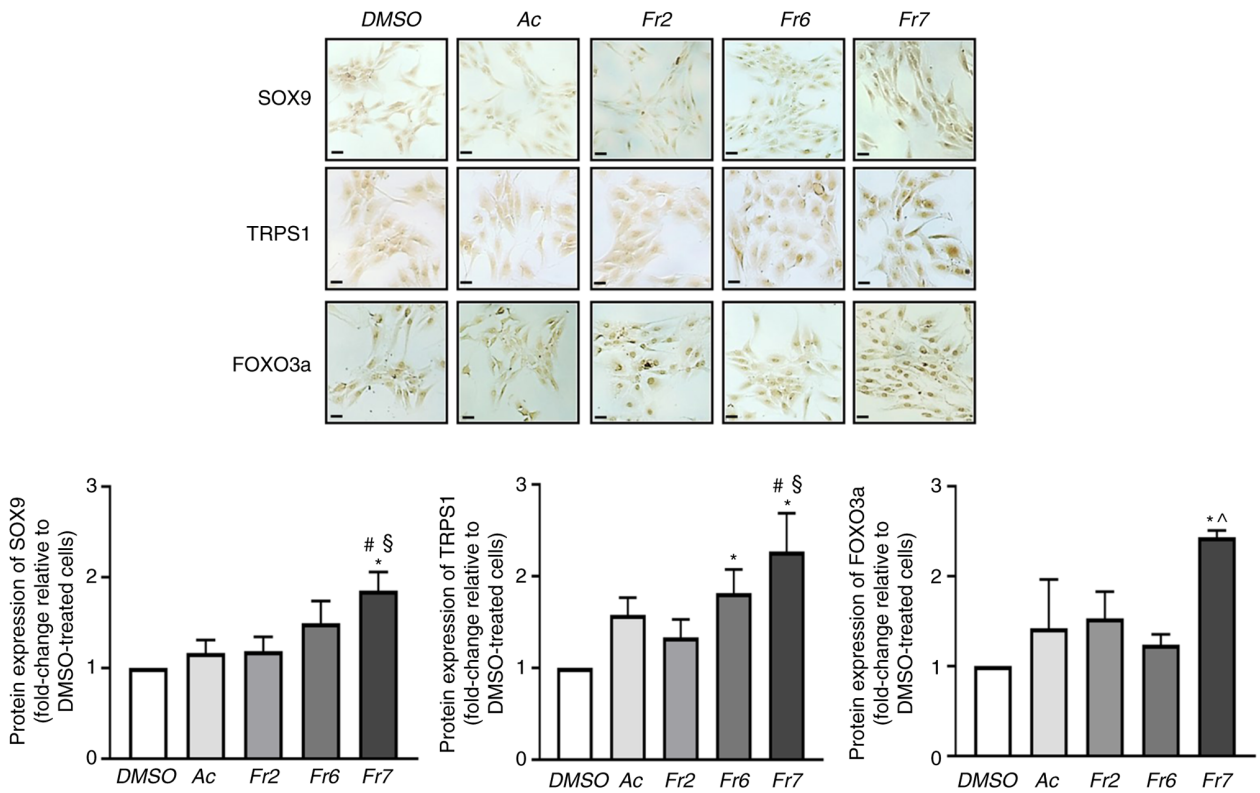 DMSO Ac Fr2 Fr6 Fr7
SOX9
TRPS1
FOXO3a
Protein expression of SOX9
(fold-change relative to
DMSO-treated cells)
3
2
1
0
# §
*
DMSO Ac Fr2 Fr6 Fr7
Protein expression of TRPS1
(fold-change relative to
DMSO-treated cells)
3
2
1
0
*
# §
*
DMSO Ac Fr2 Fr6 Fr7
Protein expression of FOXO3a
(fold-change relative to
DMSO-treated cells)
3
2
1
0
* ^
DMSO Ac Fr2 Fr6 Fr7